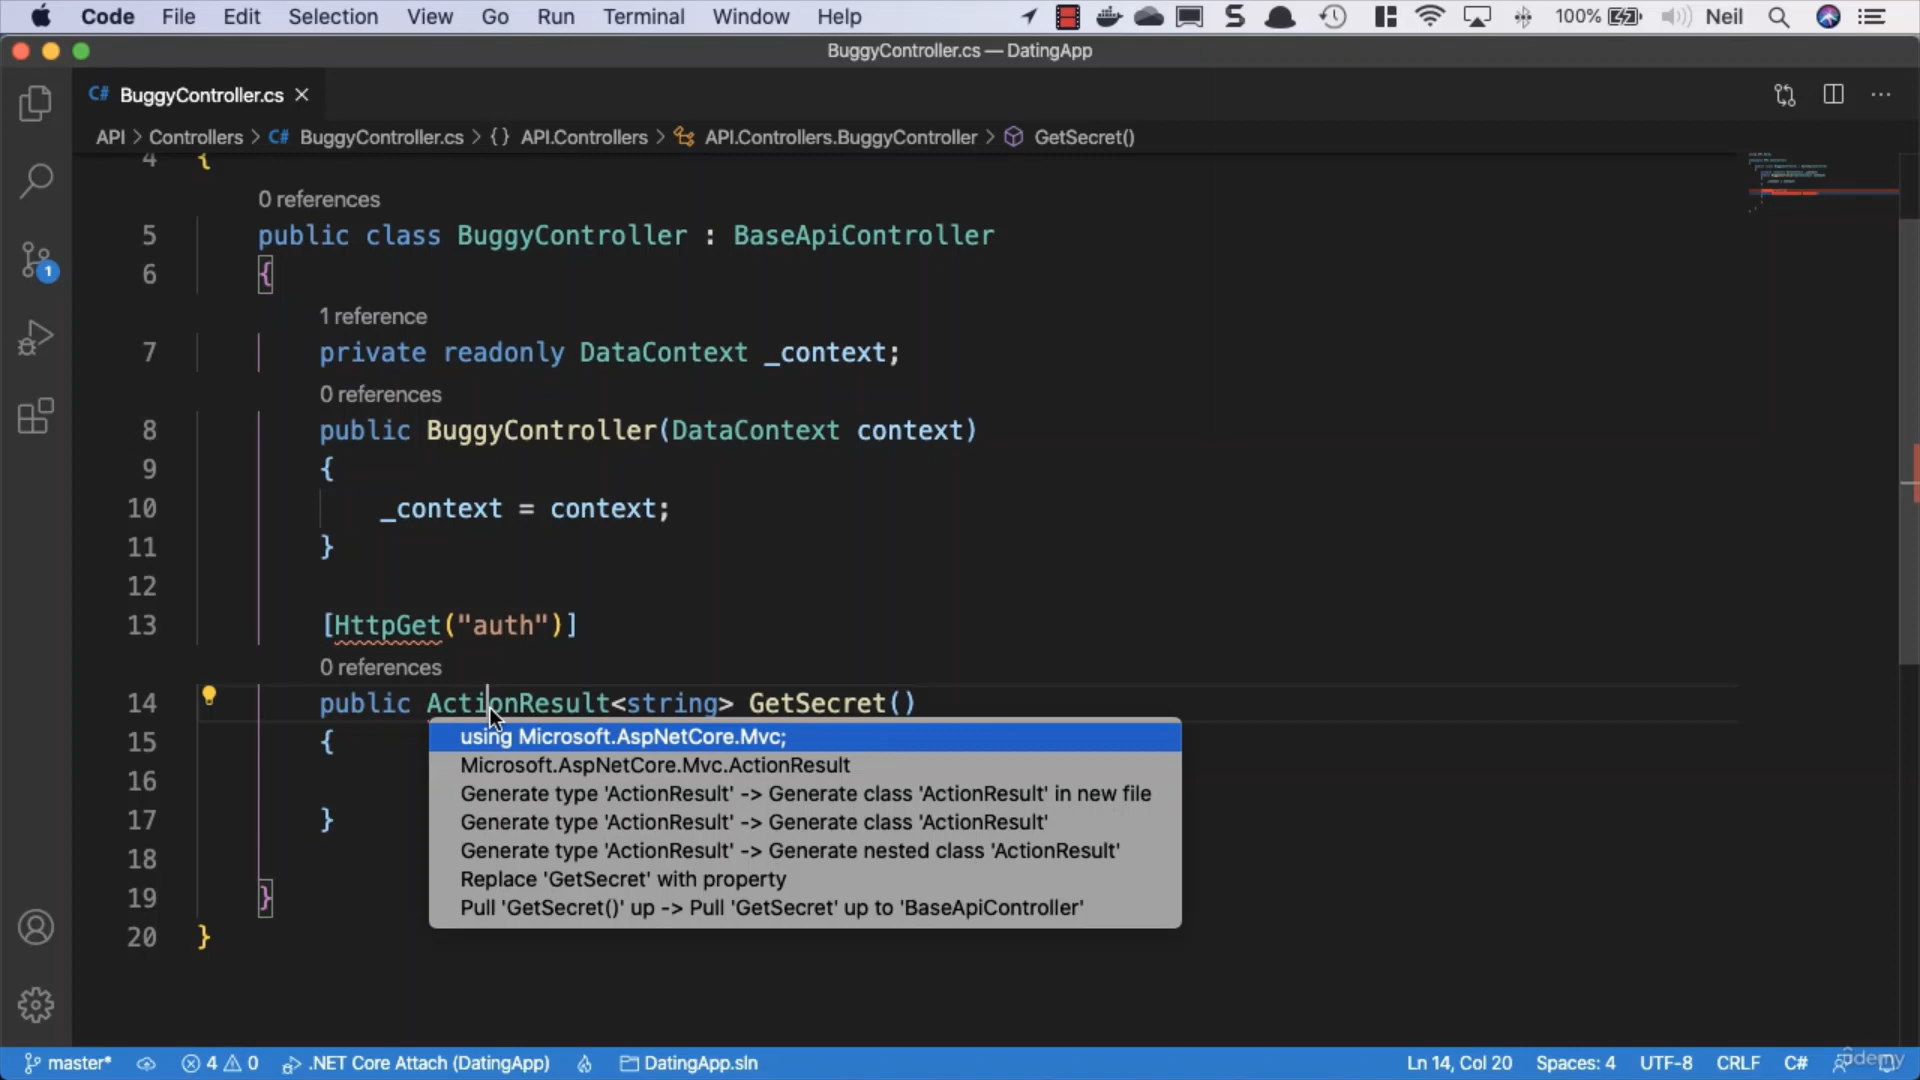 Code File Edit Selection View Go Run Terminal Window Help 100% Neil
BuggyController.cs — DatingApp
C# BuggyController.cs
API > Controllers > C# BuggyController.cs > {} API.Controllers > API.Controllers.BuggyController > GetSecret()
4 {
0 references
5 public class BuggyController : BaseApiController
6 {
1 reference
7 private readonly DataContext _context;
0 references
8 public BuggyController(DataContext context)
9 {
10 _context = context;
11 }
12
13 [HttpGet("auth")]
0 references
14 public ActionResult<string> GetSecret()
15 {
using Microsoft.AspNetCore.Mvc;
Microsoft.AspNetCore.Mvc.ActionResult
16
Generate type 'ActionResult' -> Generate class 'ActionResult' in new file
17 }
Generate type 'ActionResult' -> Generate class 'ActionResult'
18
Generate type 'ActionResult' -> Generate nested class 'ActionResult'
19 }
Replace 'GetSecret' with property
Pull 'GetSecret()' up -> Pull 'GetSecret' up to 'BaseApiController'
20 }
1
master* 4 0 .NET Core Attach (DatingApp) DatingApp.sln Ln 14, Col 20 Spaces: 4 UTF-8 CRLF C#
udemy